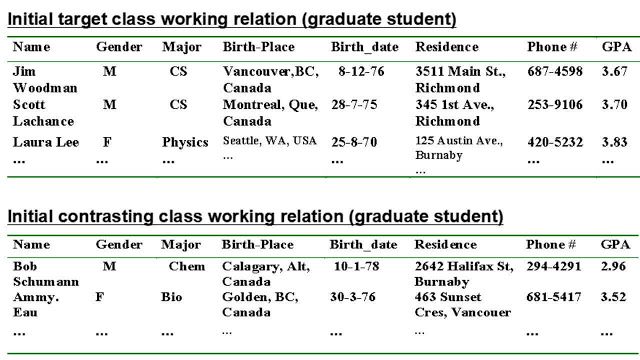 Initial target class working relation (graduate student)
Name Gender Major Birth-Place Birth_date Residence Phone # GPA
Jim M CS Vancouver,BC, 8-12-76 3511 Main St., 687-4598 3.67
Woodman Canada Richmond
Scott M CS Montreal, Que, 28-7-75 345 1st Ave., 253-9106 3.70
Lachance Canada Richmond
Laura Lee F Physics Seattle, WA, USA 25-8-70 125 Austin Ave., 420-5232 3.83
... ... ... ... ... Burnaby ... ...
...
Initial contrasting class working relation (graduate student)
Name Gender Major Birth-Place Birth_date Residence Phone # GPA
Bob M Chem Calagary, Alt, 10-1-78 2642 Halifax St, 294-4291 2.96
Schumann Canada Burnaby
Ammy. F Bio Golden, BC, 30-3-76 463 Sunset 681-5417 3.52
Eau Canada Cres, Vancouer
... ... ... ... ... ... ... ...